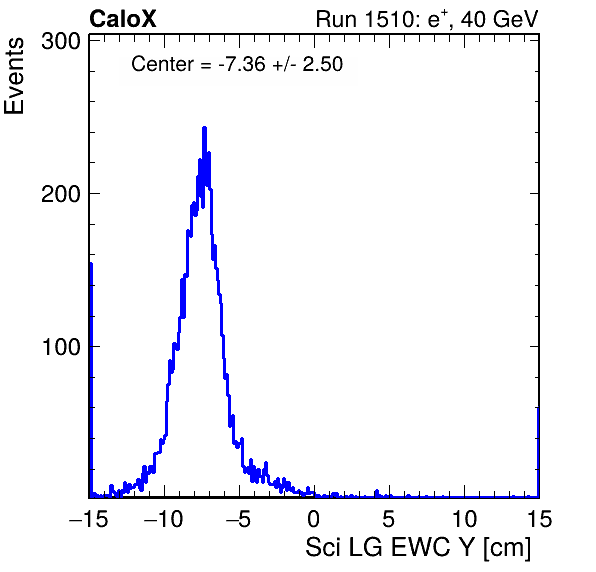 CaloX Run 1510: e+, 40 GeV
Center = -7.36 +/- 2.50
Events
300
200
100
−15 −10 −5 0 5 10 15
Sci LG EWC Y [cm]